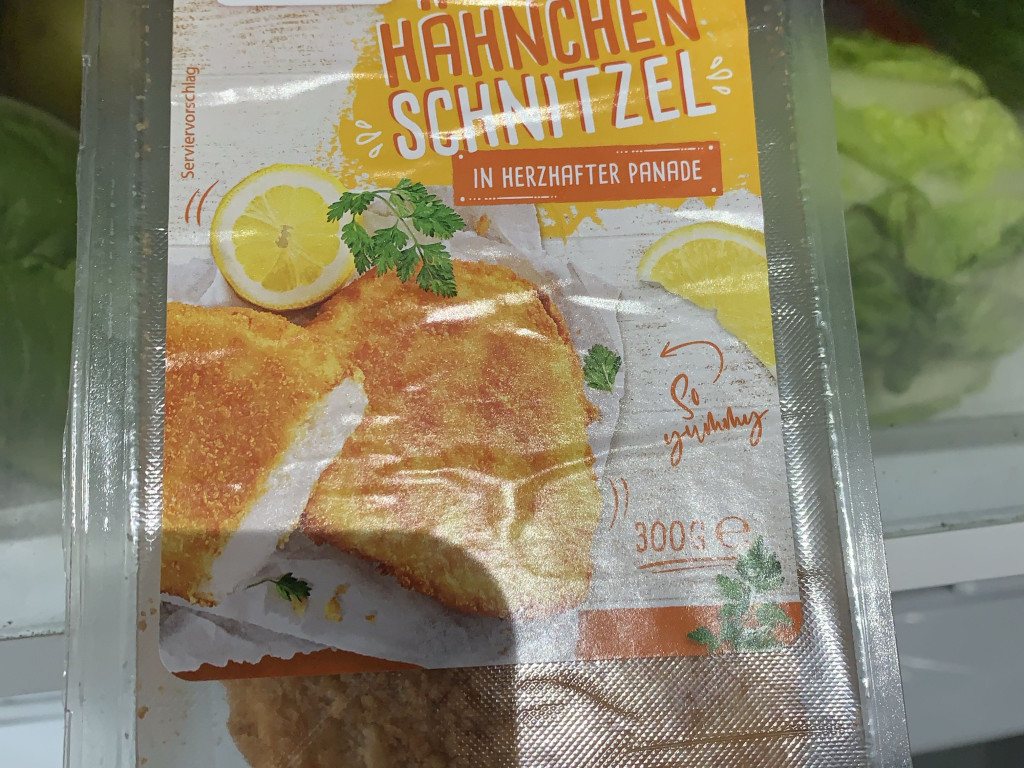 HÄHNCHEN
SCHNITZEL
IN HERZHAFTER PANADE
Serviervorschlag
So
yummy
300G e